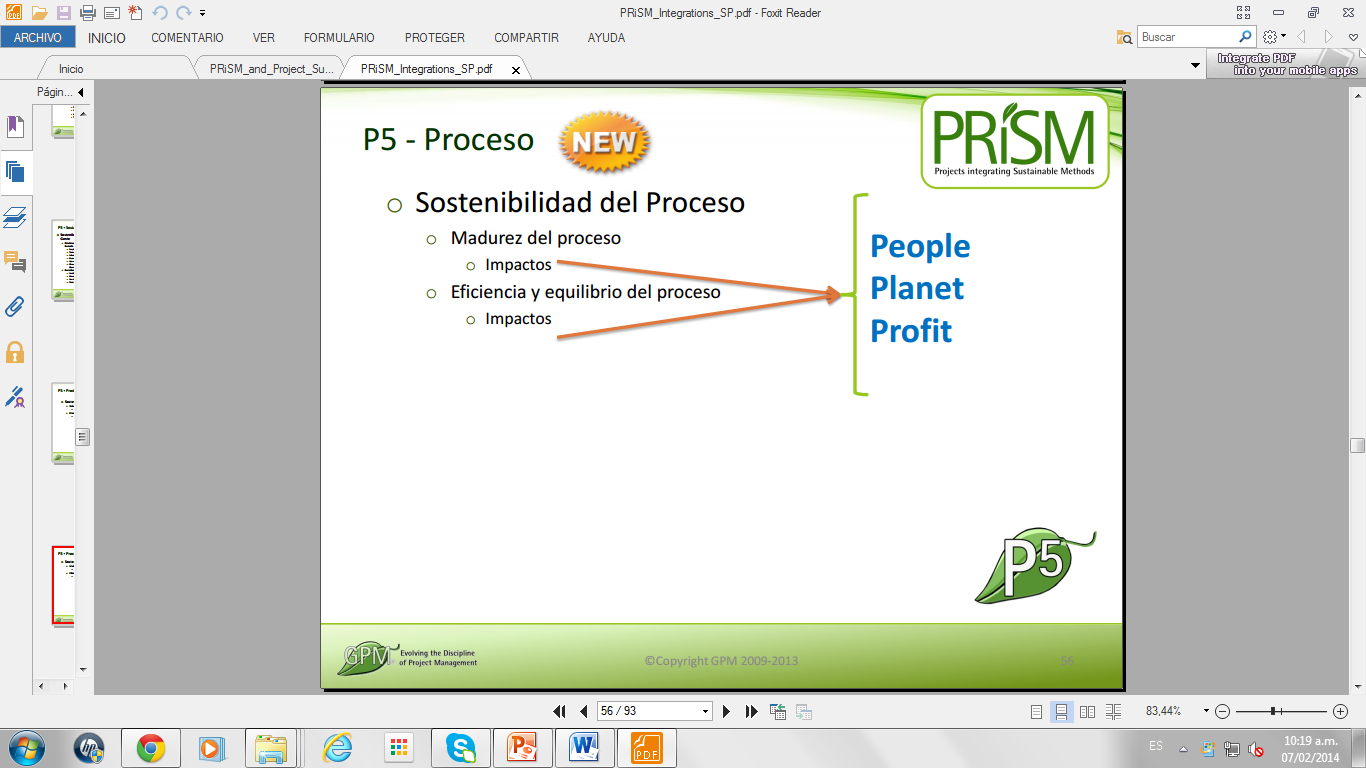 PRiSM_Integrations_SP.pdf - Foxit Reader
ARCHIVO INICIO COMENTARIO VER FORMULARIO PROTEGER COMPARTIR AYUDA
Buscar
Inicio PRiSM_and_Project_Su... PRiSM_Integrations_SP.pdf
Integrate PDF
into your mobile apps
Págin...
P5 - Proceso
NEW
PRiSM
Projects integrating Sustainable Methods
Sostenibilidad del Proceso
Madurez del proceso
Impactos
Eficiencia y equilibrio del proceso
Impactos
People
Planet
Profit
P5
GPM
Evolving the Discipline
of Project Management
©Copyright GPM 2009-2013
56
56 / 93
83,44%
ES
10:19 a.m.
07/02/2014